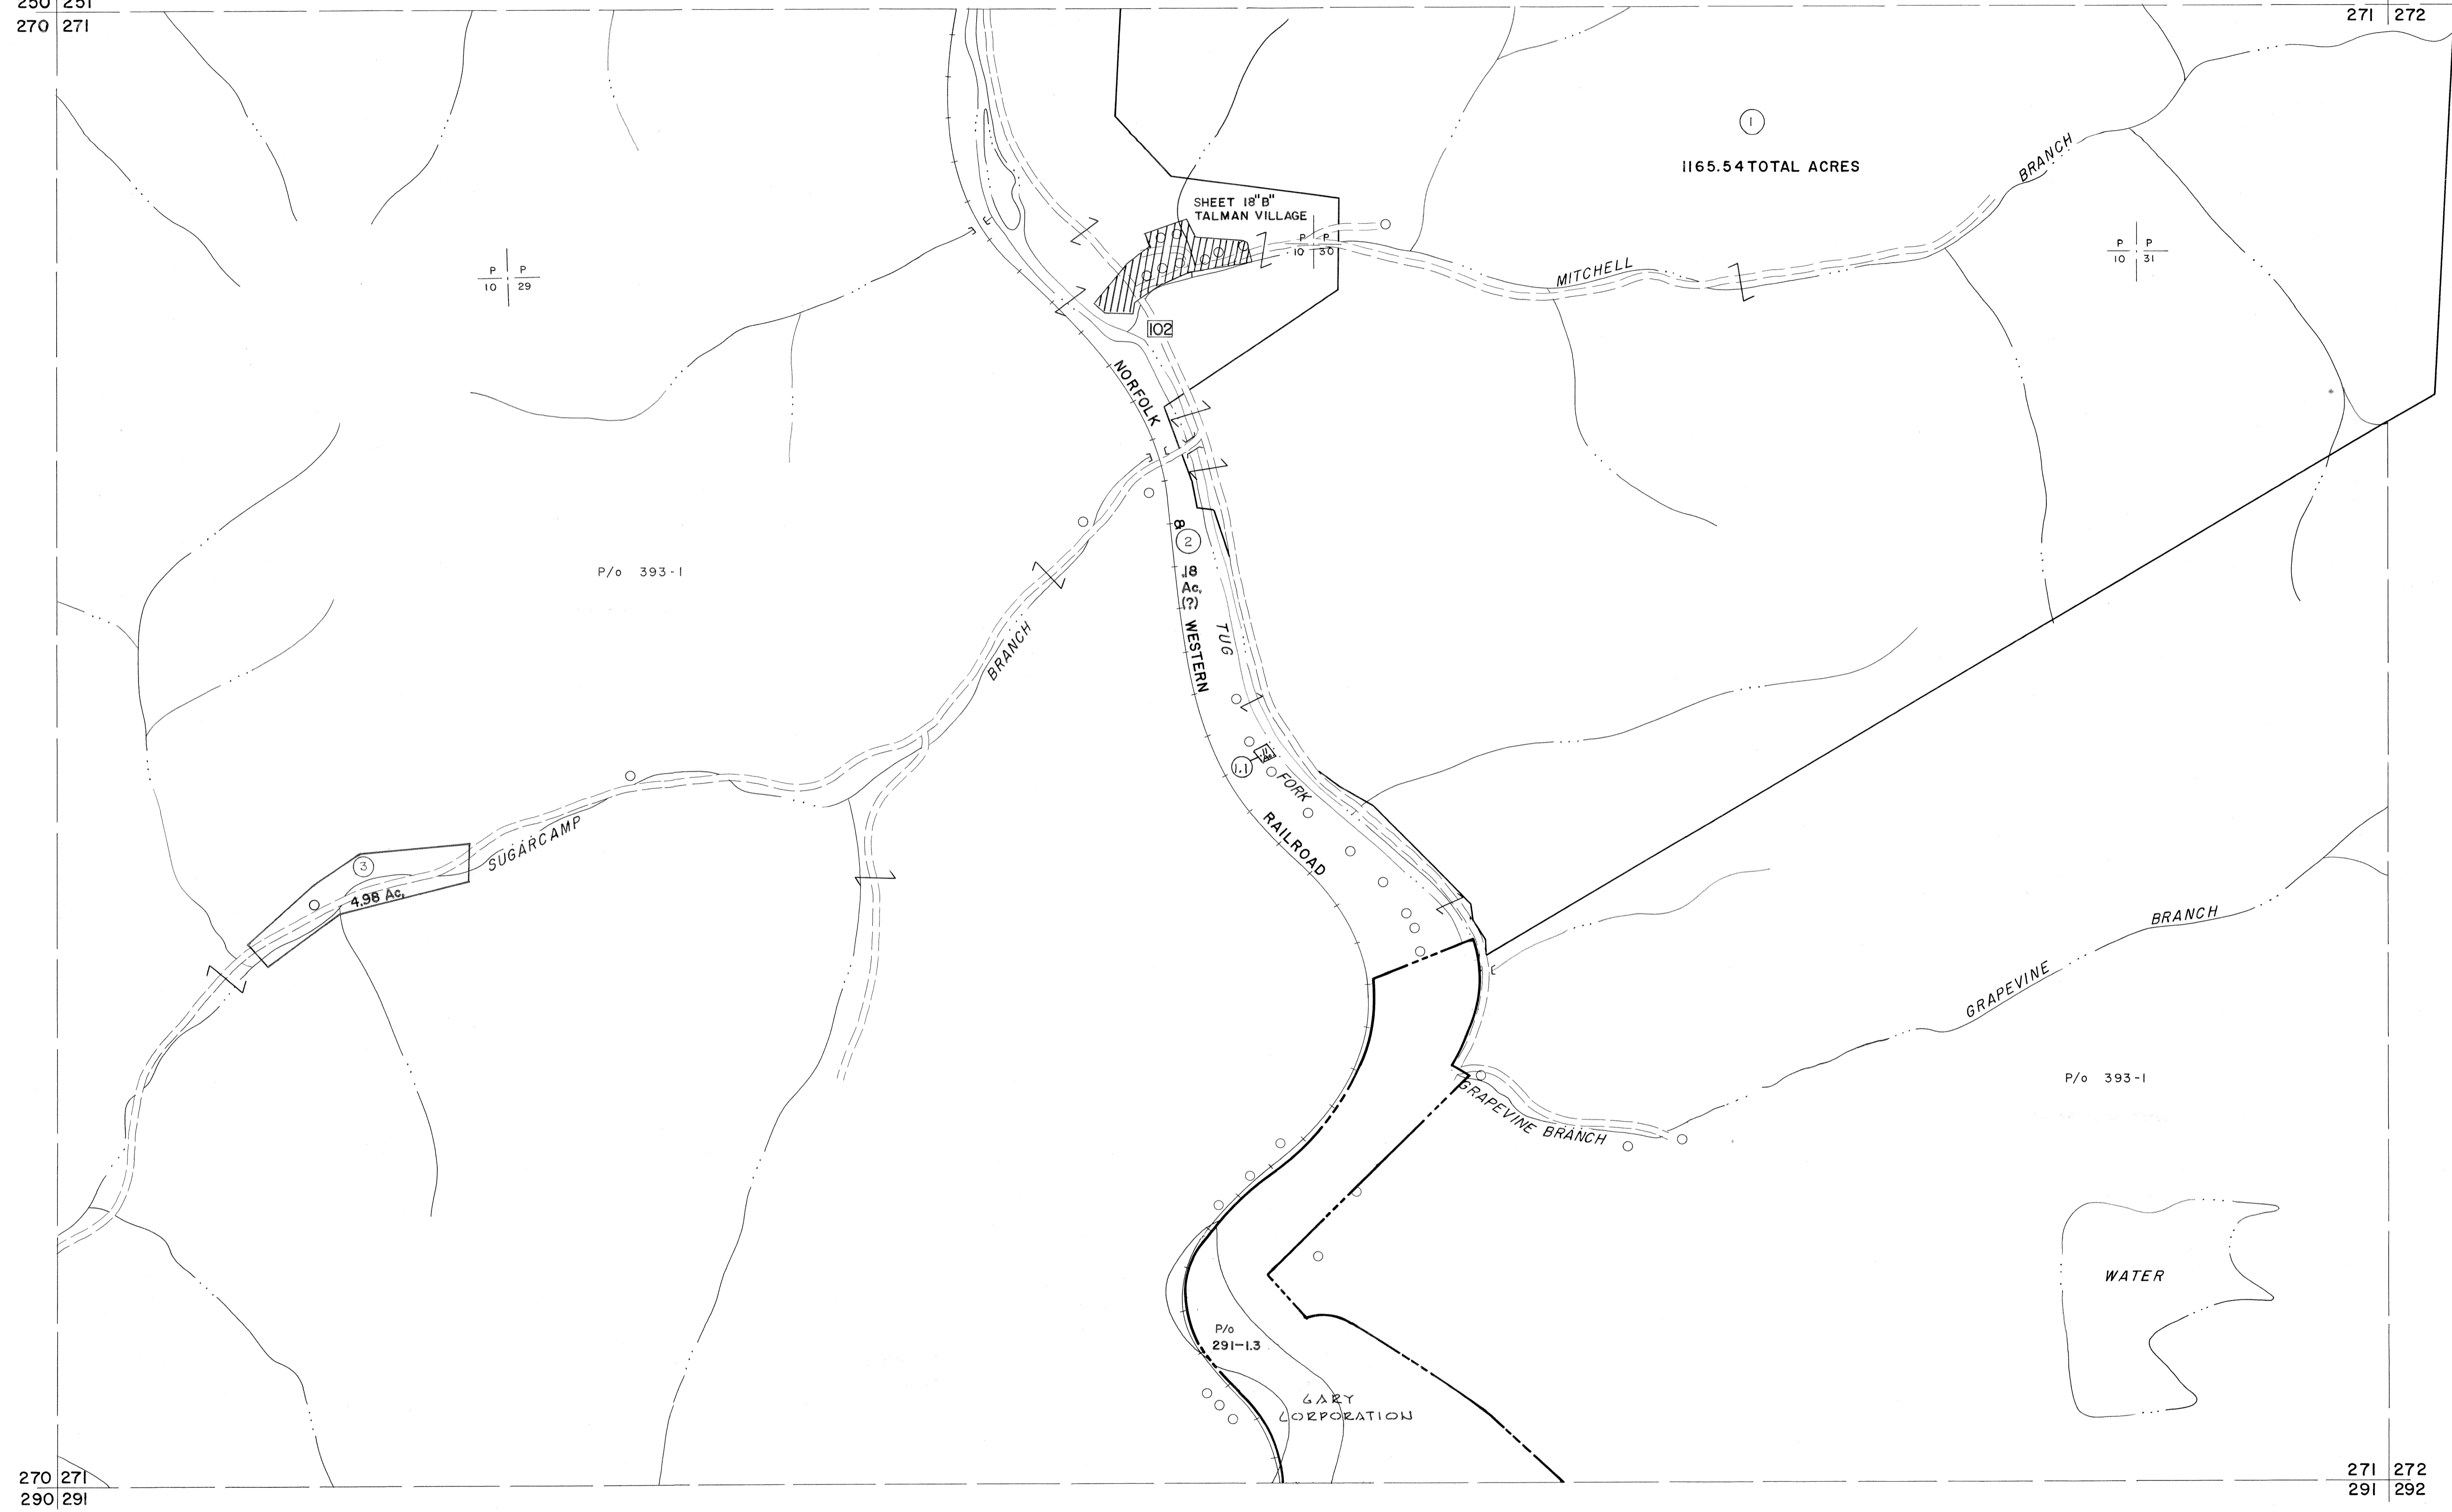 250 251
270 271
271 272
1
1165.54 TOTAL ACRES
BRANCH
SHEET 18"B"
TALMAN VILLAGE
P P
10 30
P P
10 31
P P
10 29
MITCHELL
102
NORFOLK
&
2
.18
Ac.
(?)
WESTERN
TUG
P/o 393-1
BRANCH
.11
Ac.
1.1
FORK
RAILROAD
SUGARCAMP
3
4.98 Ac.
BRANCH
GRAPEVINE
P/o 393-1
GRAPEVINE BRANCH
WATER
P/o
291-1.3
GARY
CORPORATION
270 271
290 291
271 272
291 292